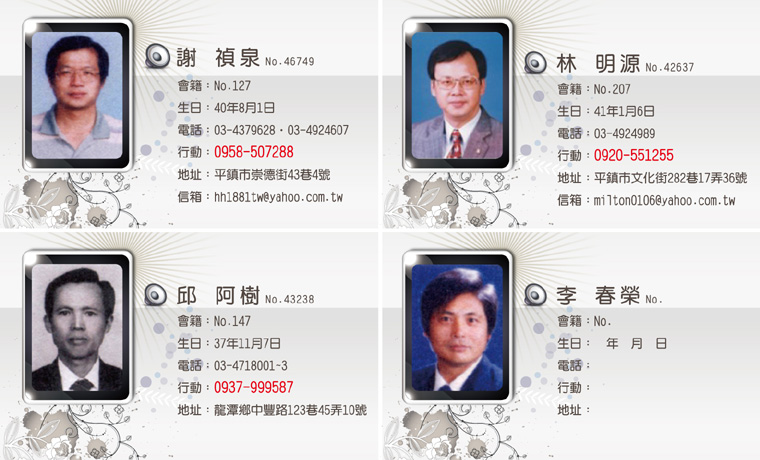 謝 禎泉 No.46749
會籍：No.127
生日：40年8月1日
電話：03-4379628・03-4924607
行動：0958-507288
地址：平鎮市崇德街43巷4號
信箱：hh1881tw@yahoo.com.tw
林 明源 No.42637
會籍：No.207
生日：41年1月6日
電話：03-4924989
行動：0920-551255
地址：平鎮市文化街282巷17弄36號
信箱：milton0106@yahoo.com.tw
邱 阿樹 No.43238
會籍：No.147
生日：37年11月7日
電話：03-4718001~3
行動：0937-999587
地址：龍潭鄉中豐路123巷45弄10號
李 春榮 No.
會籍：No.
生日： 年 月 日
電話：
行動：
地址：